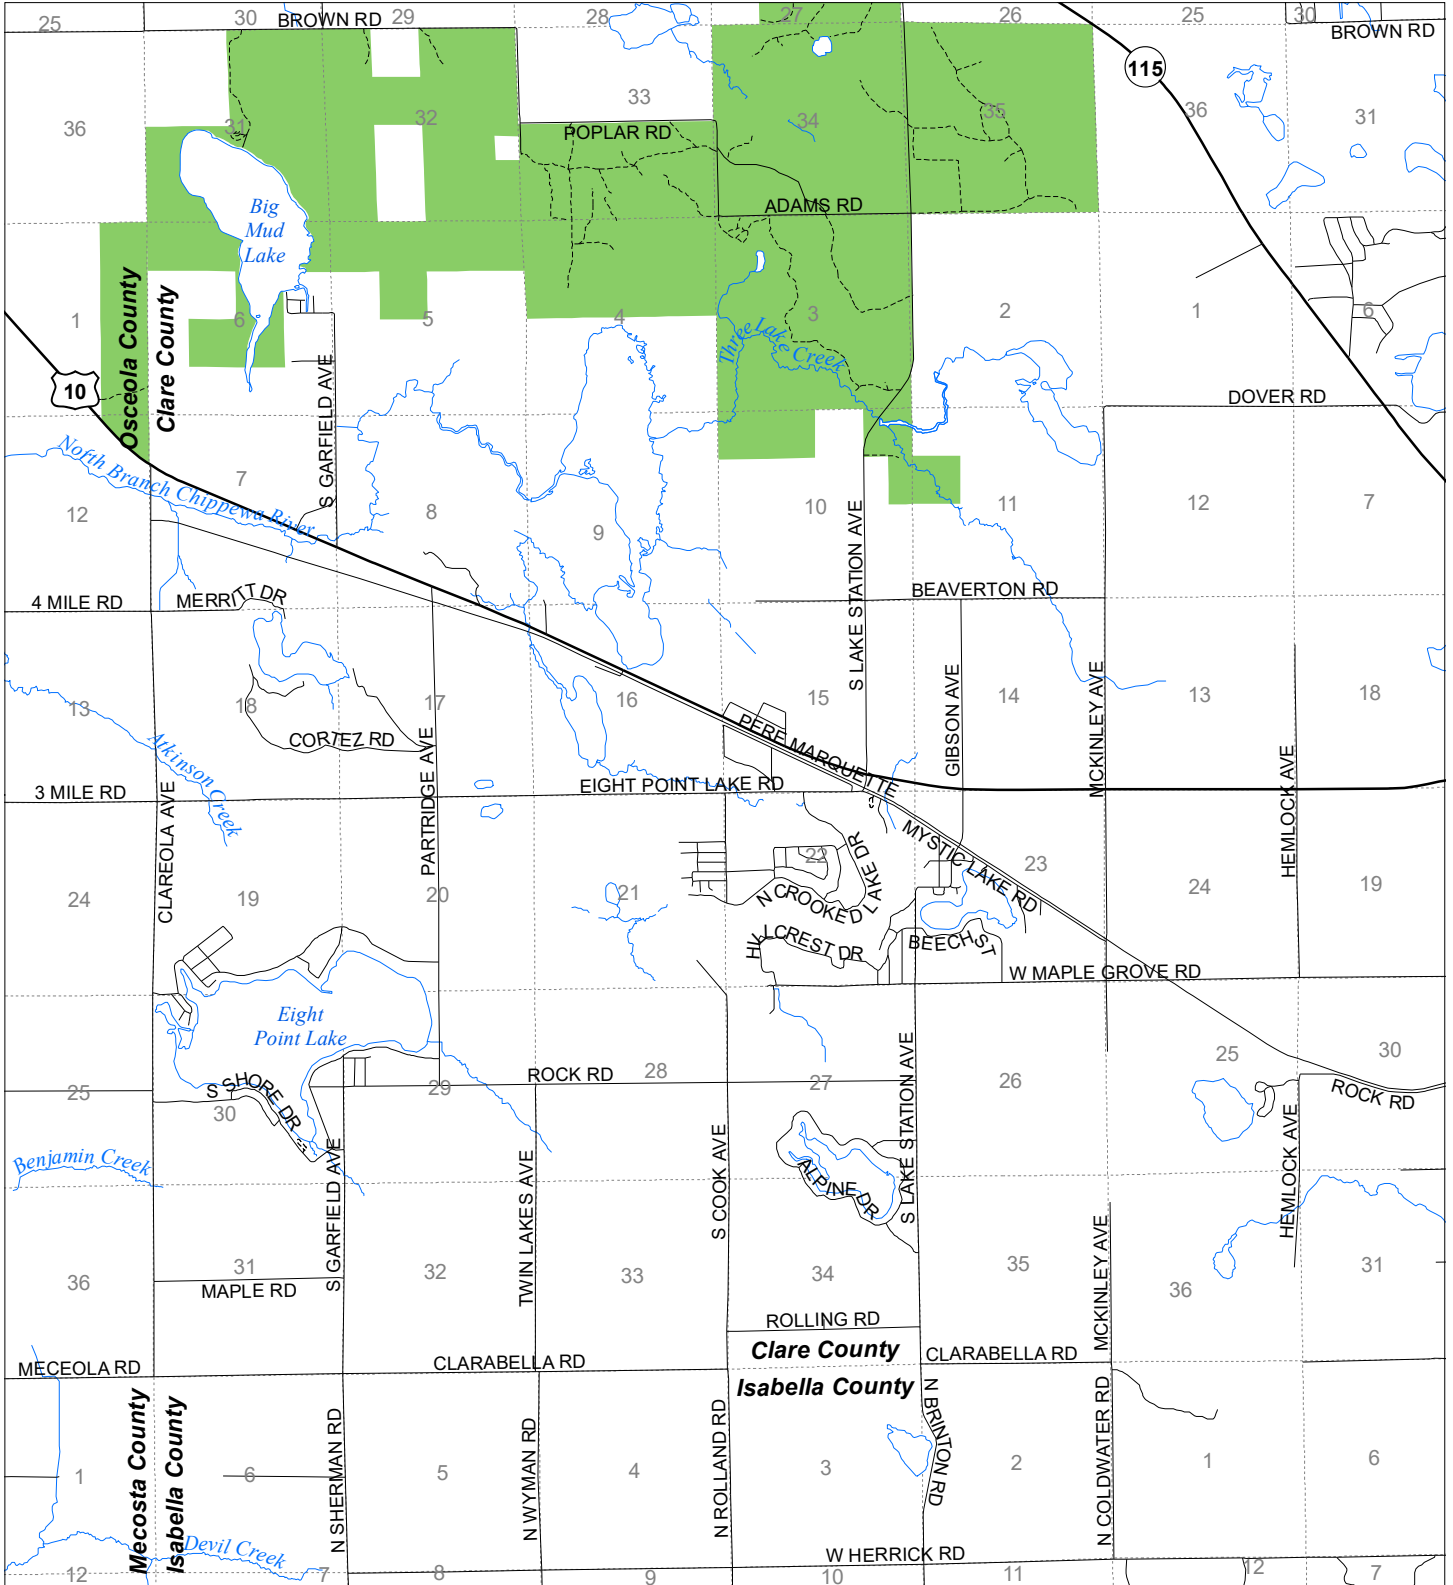 25
30
BROWN RD
29
28
27
26
25
30
BROWN RD
115
36
31
32
33
34
35
36
31
POPLAR RD
ADAMS RD
Big
Mud
Lake
1
Osceola County
Clare County
6
5
4
3
2
1
6
Three Lake Creek
10
S GARFIELD AVE
DOVER RD
North Branch Chippewa River
7
12
8
9
10
11
12
7
S LAKE STATION AVE
BEAVERTON RD
4 MILE RD
MERRITT DR
13
18
17
16
15
14
13
18
GIBSON AVE
MCKINLEY AVE
CORTEZ RD
PARTRIDGE AVE
PERE MARQUETTE
HEMLOCK AVE
Atkinson Creek
3 MILE RD
EIGHT POINT LAKE RD
CLAREOLA AVE
MYSTIC LAKE RD
24
19
20
21
22
23
24
19
N CROOKED LAKE DR
HILLCREST DR
BEECH ST
W MAPLE GROVE RD
Eight
Point Lake
25
30
S SHORE DR
29
ROCK RD
28
27
26
25
30
ROCK RD
S LAKE STATION AVE
HEMLOCK AVE
Benjamin Creek
S GARFIELD AVE
TWIN LAKES AVE
S COOK AVE
ALPINE DR
MCKINLEY AVE
36
31
32
33
34
35
36
31
MAPLE RD
ROLLING RD
Clare County
MECEOLA RD
CLARABELLA RD
CLARABELLA RD
Isabella County
Mecosta County
Isabella County
N SHERMAN RD
N WYMAN RD
N ROLLAND RD
N BRINTON RD
N COLDWATER RD
1
6
5
4
3
2
1
6
Devil Creek
W HERRICK RD
12
7
8
9
10
11
12
7